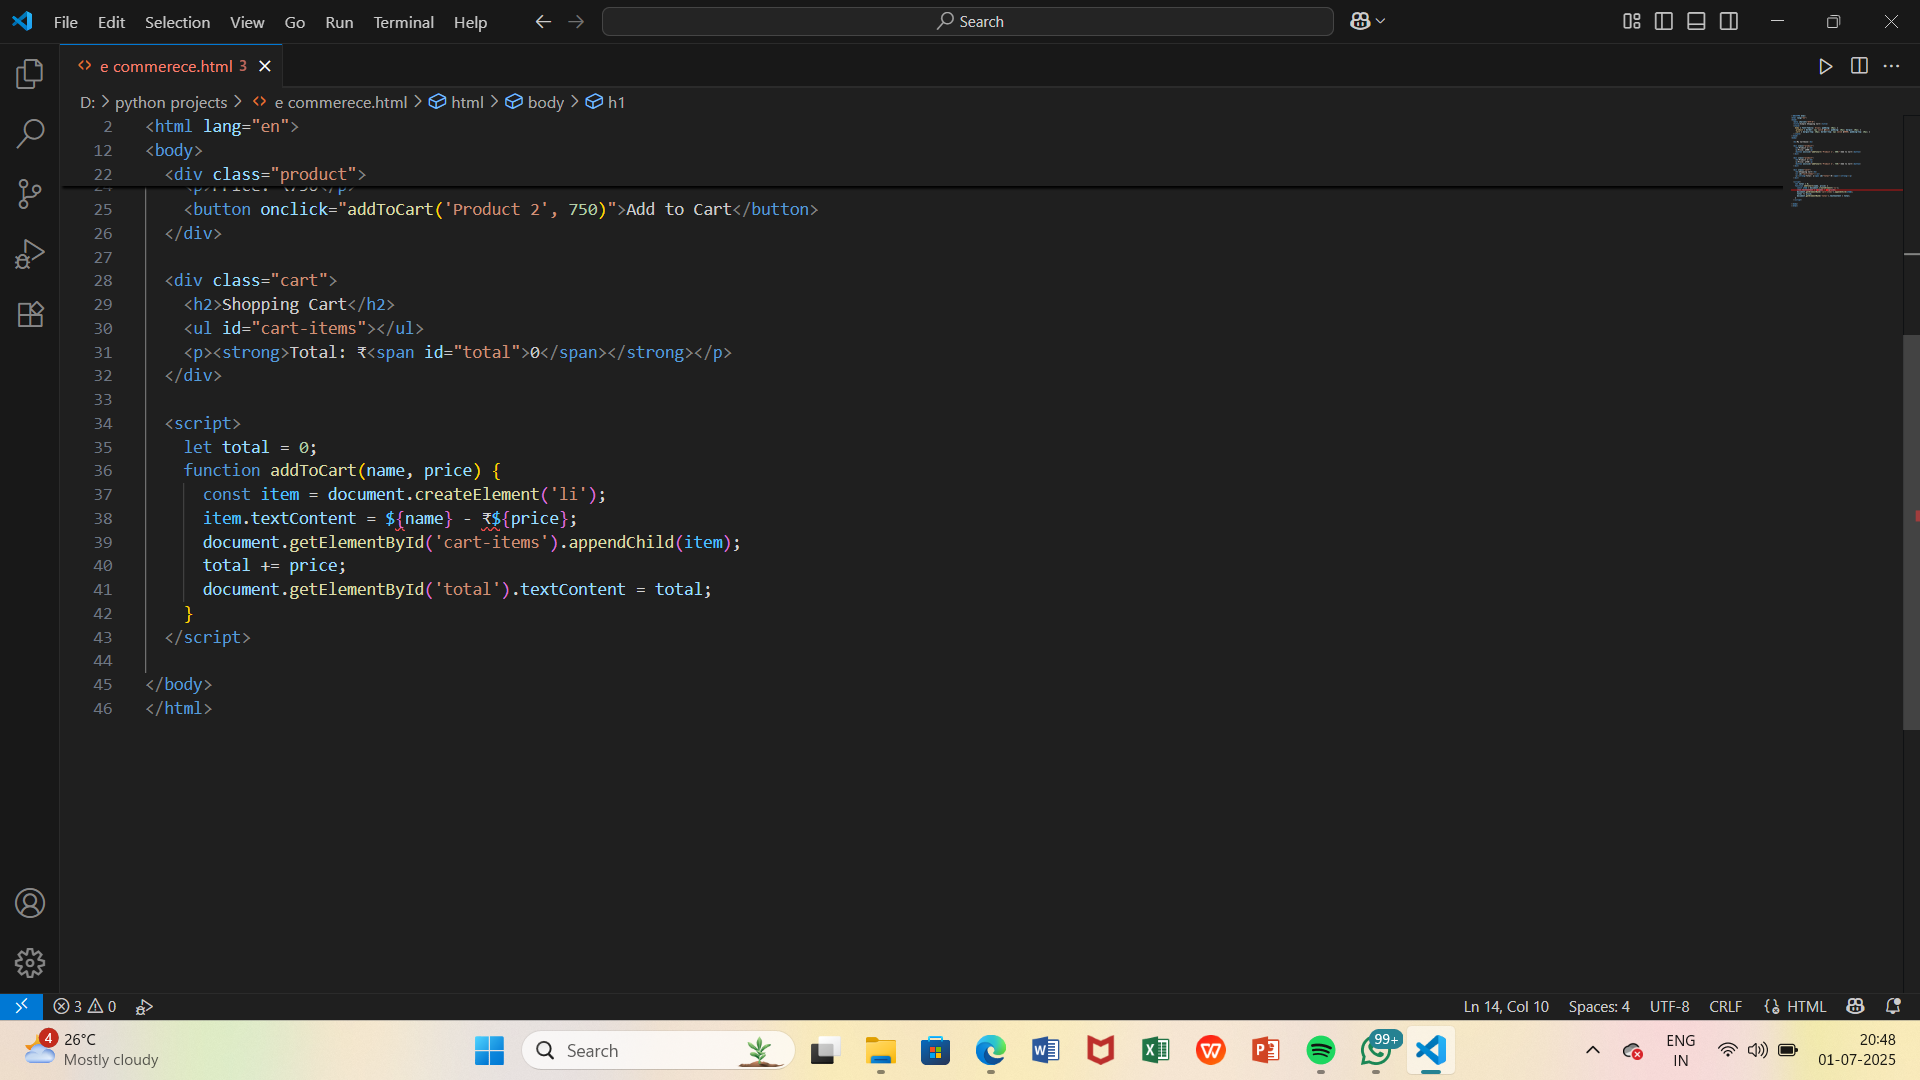 File Edit Selection View Go Run Terminal Help Search
e commerece.html 3
D: > python projects > e commerece.html > html > body > h1
2 <html lang="en">
12 <body>
22 <div class="product">
24 <p>Price: ₹750</p>
25 <button onclick="addToCart('Product 2', 750)">Add to Cart</button>
26 </div>
27
28 <div class="cart">
29 <h2>Shopping Cart</h2>
30 <ul id="cart-items"></ul>
31 <p><strong>Total: ₹<span id="total">0</span></strong></p>
32 </div>
33
34 <script>
35 let total = 0;
36 function addToCart(name, price) {
37 const item = document.createElement('li');
38 item.textContent = ${name} - ₹${price};
39 document.getElementById('cart-items').appendChild(item);
40 total += price;
41 document.getElementById('total').textContent = total;
42 }
43 </script>
44
45 </body>
46 </html>
3 0 Ln 14, Col 10 Spaces: 4 UTF-8 CRLF HTML
4 26°C
Mostly cloudy
Search
99+
ENG
IN
20:48
01-07-2025